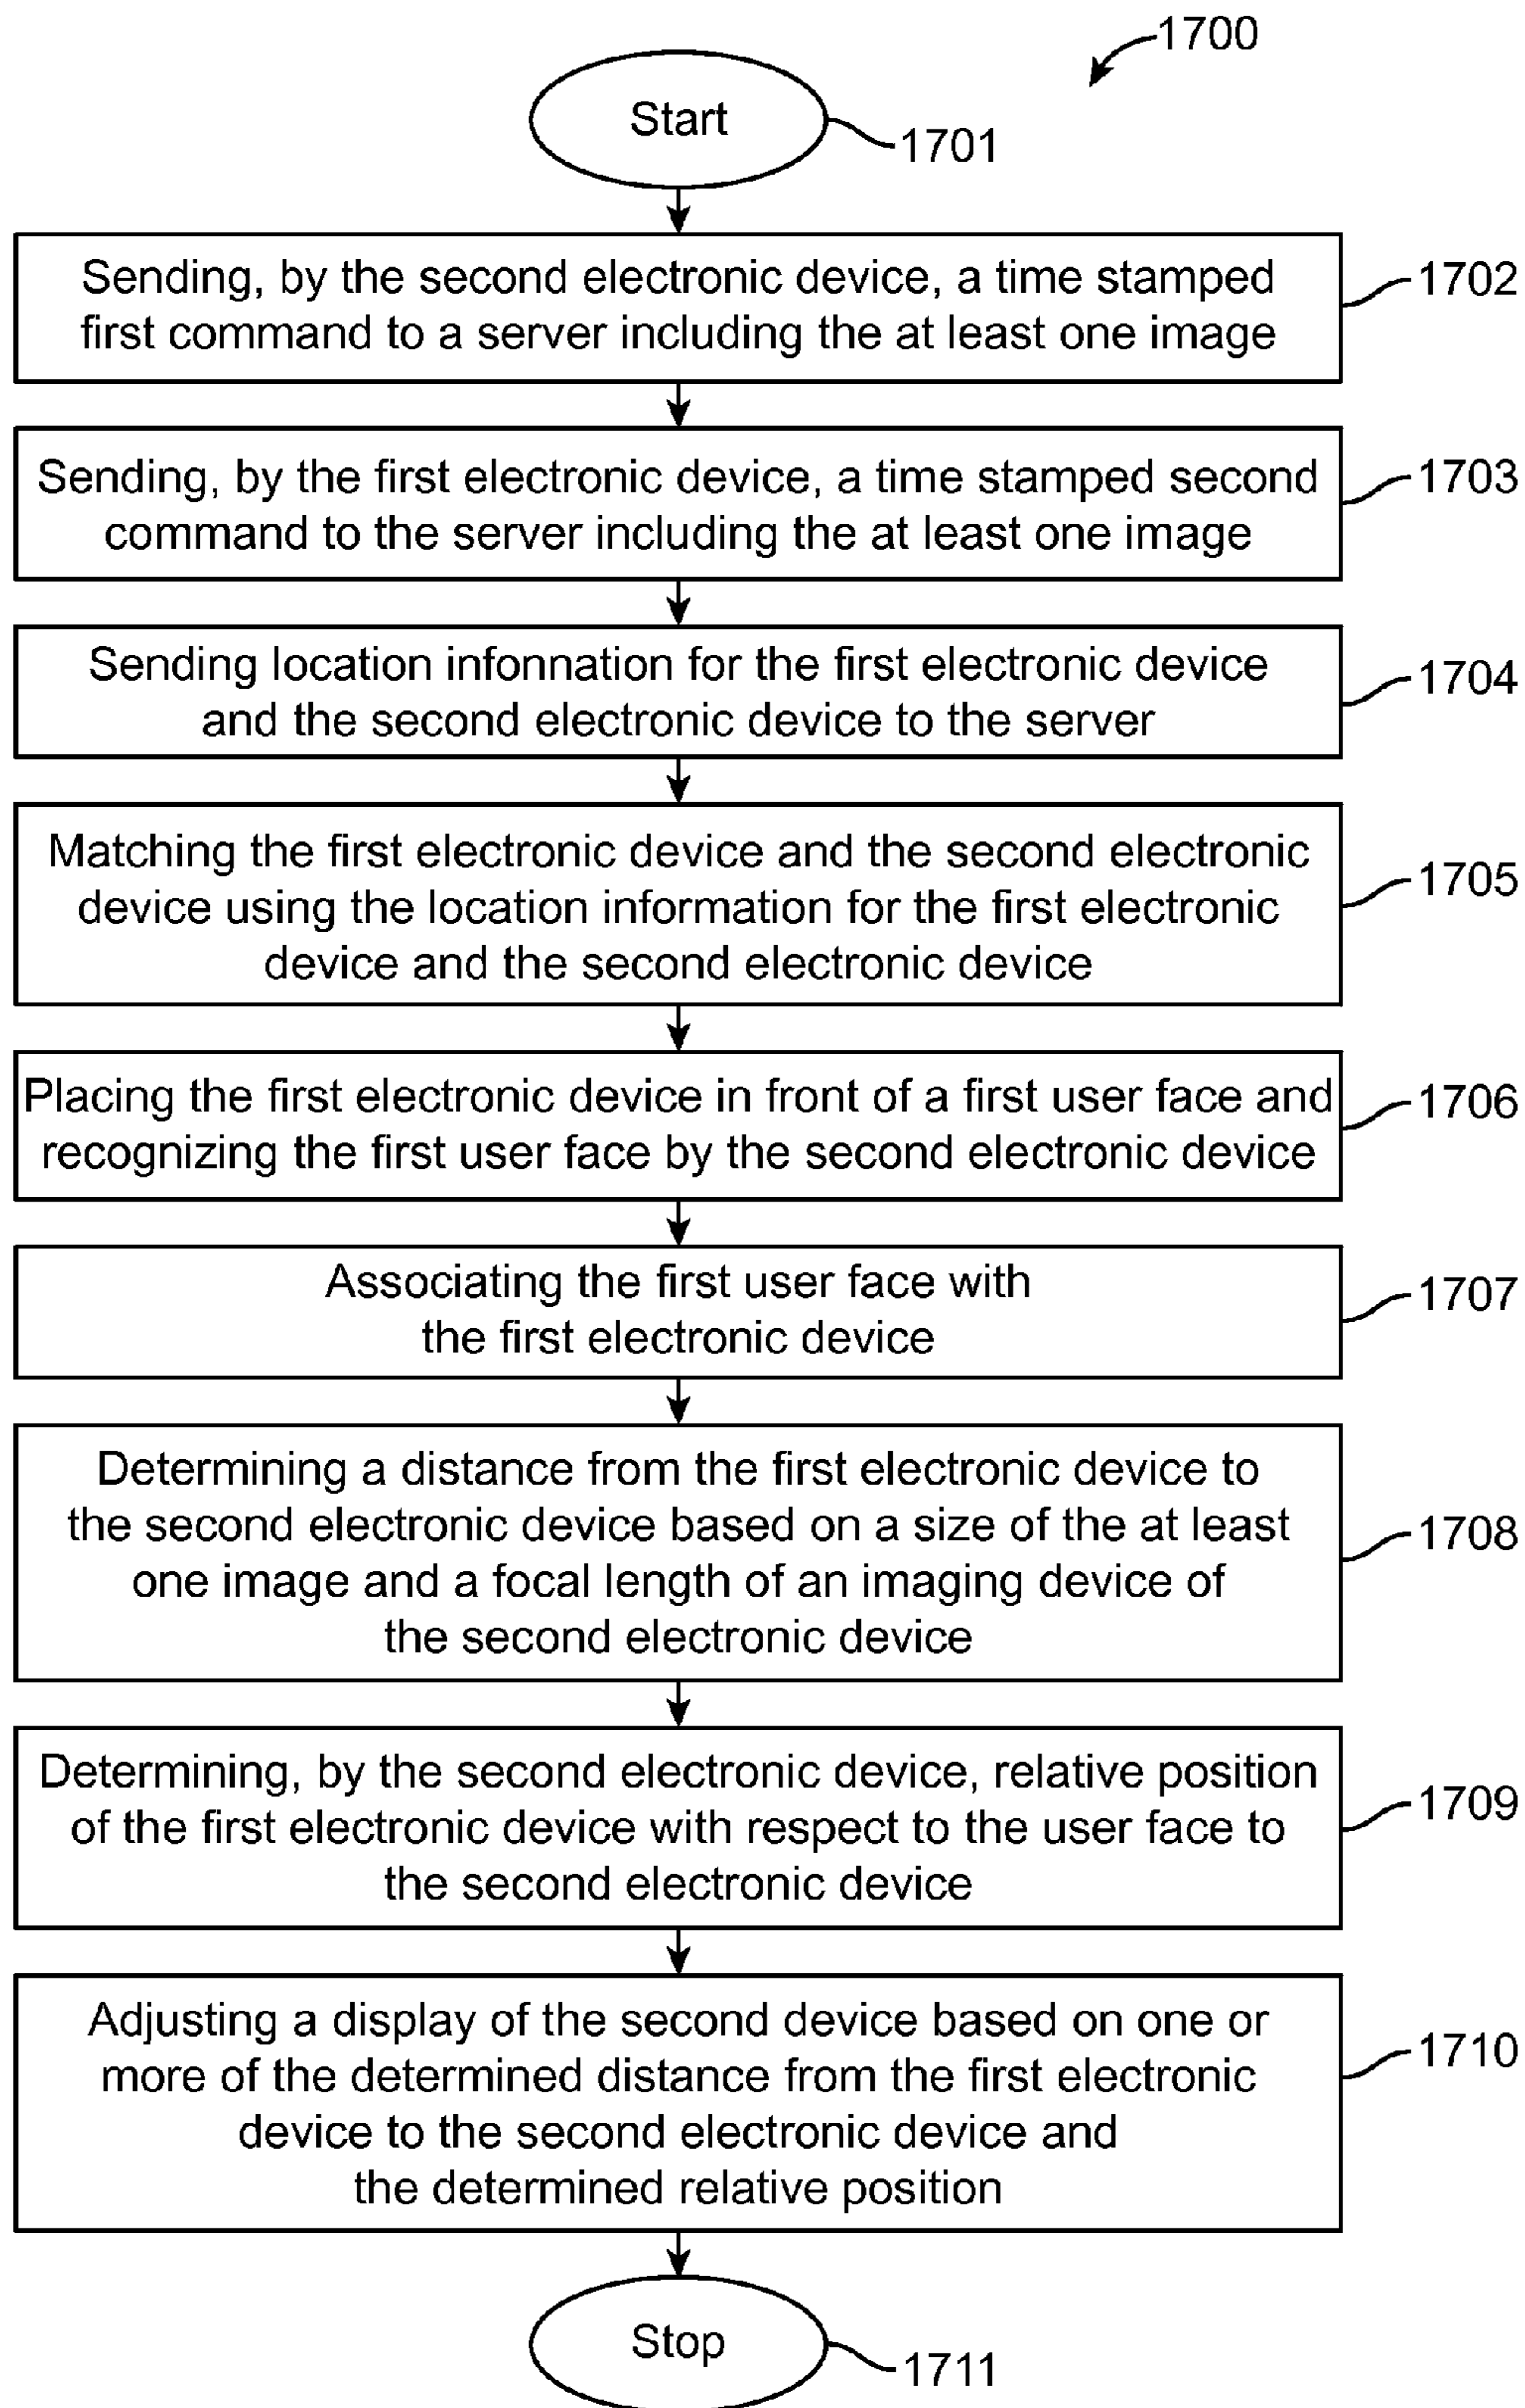 1700
Start
1701
Sending, by the second electronic device, a time stamped
first command to a server including the at least one image
1702
Sending, by the first electronic device, a time stamped second
command to the server including the at least one image
1703
Sending location infonnation for the first electronic device
and the second electronic device to the server
1704
Matching the first electronic device and the second electronic
device using the location information for the first electronic
device and the second electronic device
1705
Placing the first electronic device in front of a first user face and
recognizing the first user face by the second electronic device
1706
Associating the first user face with
the first electronic device
1707
Determining a distance from the first electronic device to
the second electronic device based on a size of the at least
one image and a focal length of an imaging device of
the second electronic device
1708
Determining, by the second electronic device, relative position
of the first electronic device with respect to the user face to
the second electronic device
1709
Adjusting a display of the second device based on one or
more of the determined distance from the first electronic
device to the second electronic device and
the determined relative position
1710
Stop
1711